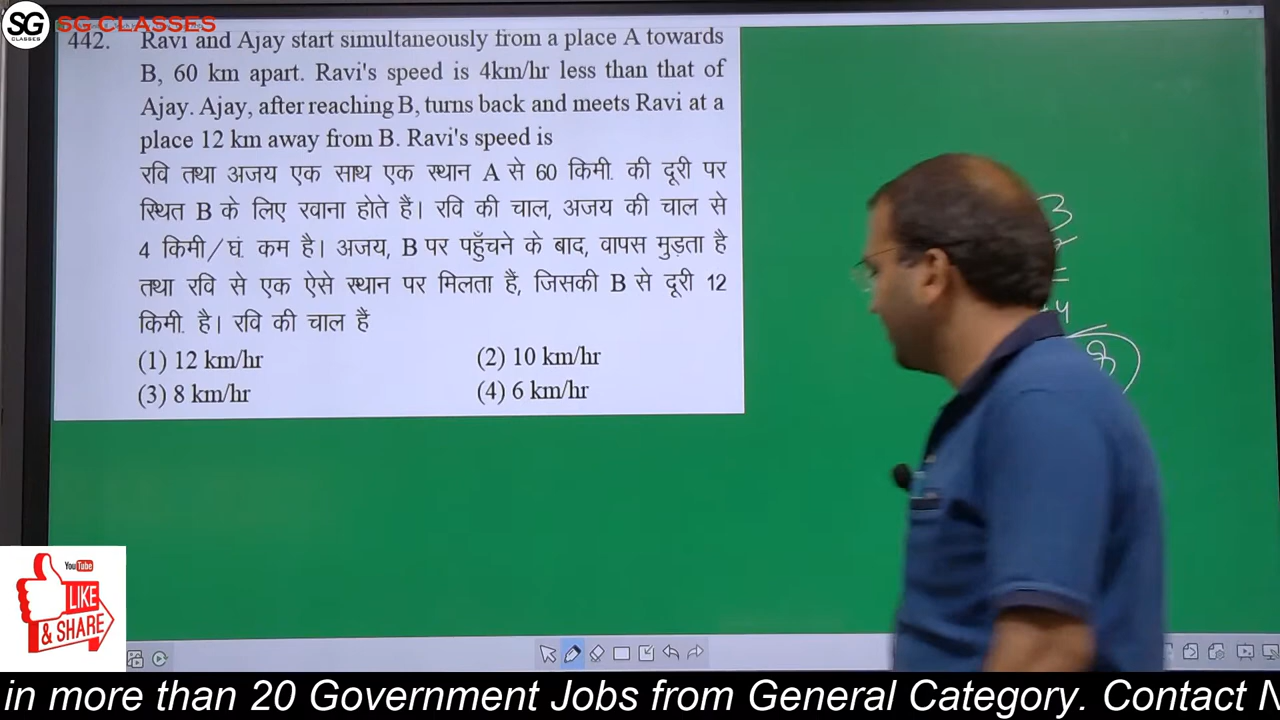 SG
CLASSES
SG CLASSES
442. Ravi and Ajay start simultaneously from a place A towards
B, 60 km apart. Ravi's speed is 4km/hr less than that of
Ajay. Ajay, after reaching B, turns back and meets Ravi at a
place 12 km away from B. Ravi's speed is
रवि तथा अजय एक साथ एक स्थान A से 60 किमी. की दूरी पर
स्थित B के लिए रवाना होते है। रवि की चाल, अजय की चाल से
4 किमी/घं. कम है। अजय, B पर पहुँचने के बाद, वापस मुड़ता है
तथा रवि से एक ऐसे स्थान पर मिलता है, जिसकी B से दूरी 12
किमी. है। रवि की चाल है
(1) 12 km/hr (2) 10 km/hr
(3) 8 km/hr (4) 6 km/hr
3
4
8
YouTube
LIKE
& SHARE
in more than 20 Government Jobs from General Category. Contact N